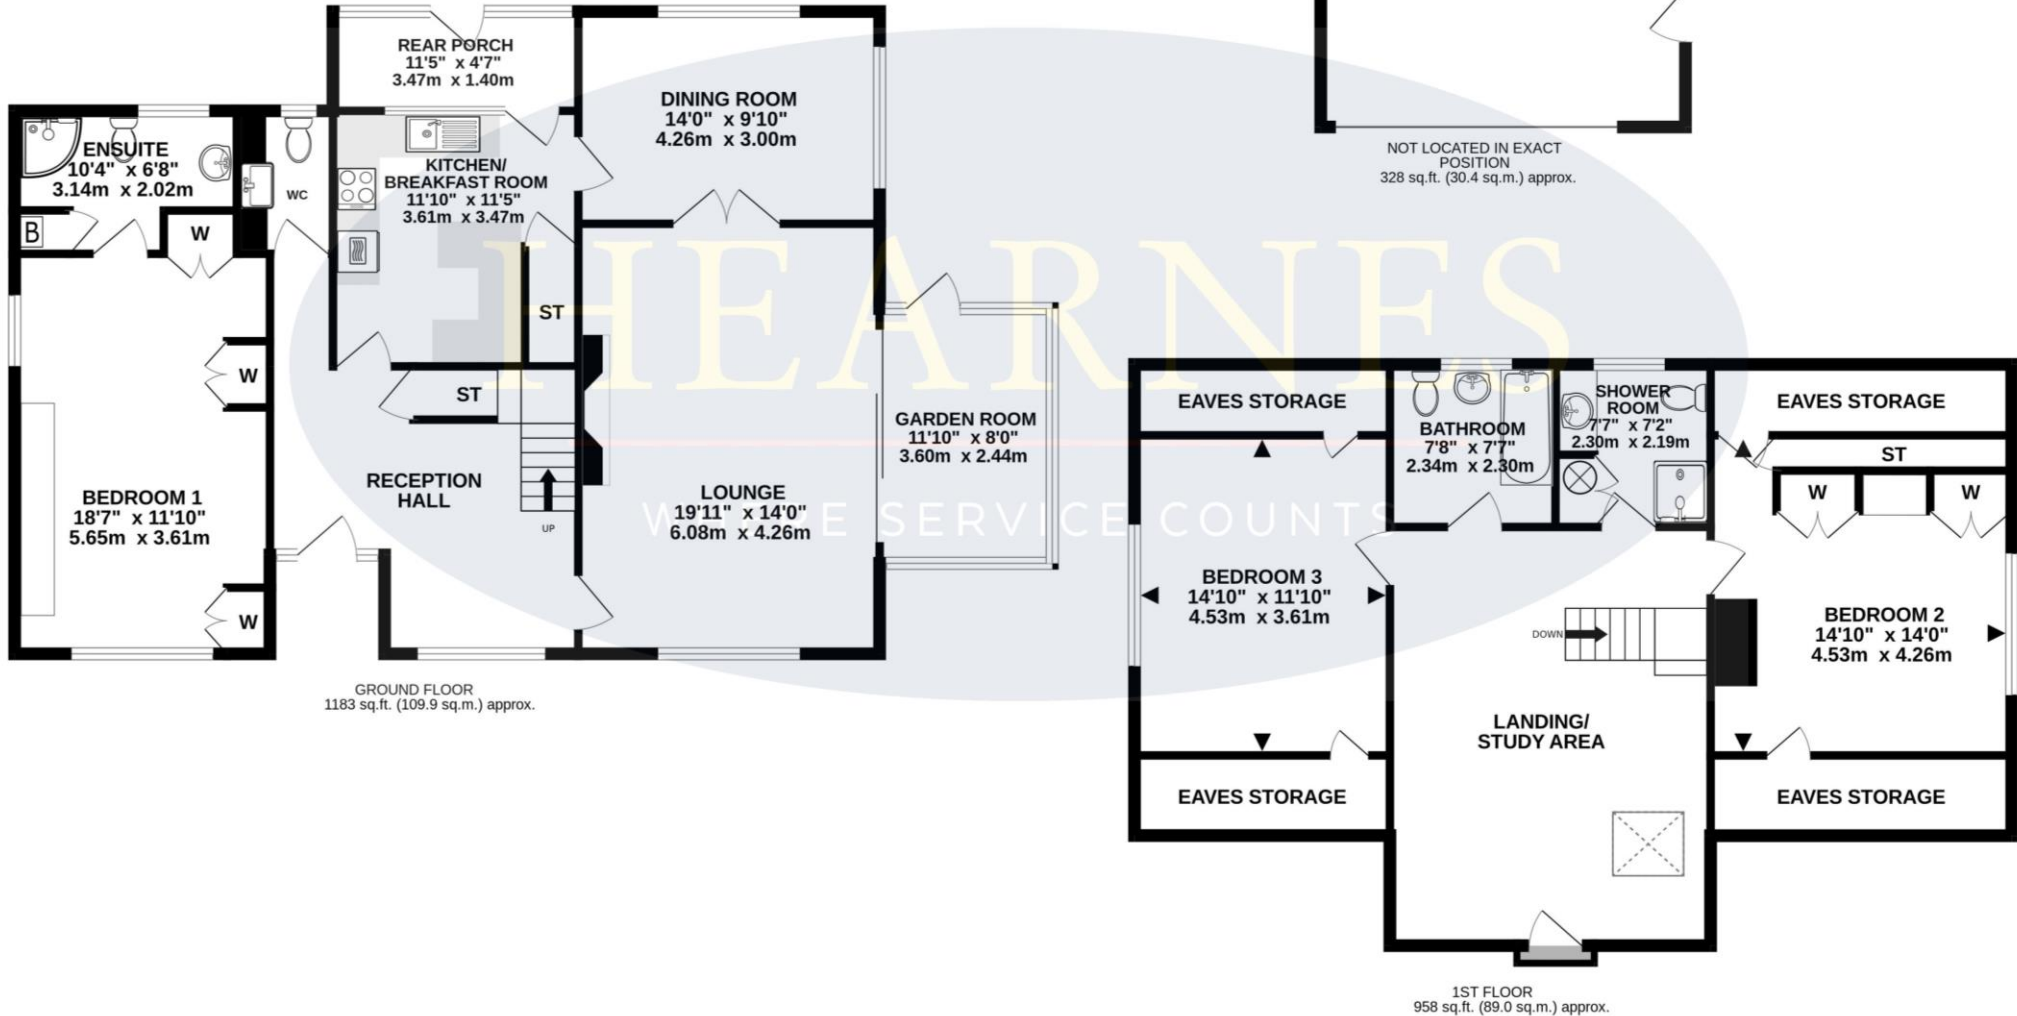 REAR PORCH
11'5" x 4'7"
3.47m x 1.40m
DINING ROOM
14'0" x 9'10"
4.26m x 3.00m
ENSUITE
10'4" x 6'8"
3.14m x 2.02m
WC
KITCHEN/
BREAKFAST ROOM
11'10" x 11'5"
3.61m x 3.47m
B
W
ST
W
ST
RECEPTION
HALL
UP
BEDROOM 1
18'7" x 11'10"
5.65m x 3.61m
W
LOUNGE
19'11" x 14'0"
6.08m x 4.26m
GARDEN ROOM
11'10" x 8'0"
3.60m x 2.44m
GROUND FLOOR
1183 sq.ft. (109.9 sq.m.) approx.
HEARNES
WHERE SERVICE COUNTS
NOT LOCATED IN EXACT
POSITION
328 sq.ft. (30.4 sq.m.) approx.
EAVES STORAGE
BATHROOM
7'8" x 7'7"
2.34m x 2.30m
SHOWER
ROOM
7'7" x 7'2"
2.30m x 2.19m
EAVES STORAGE
ST
W
W
BEDROOM 3
14'10" x 11'10"
4.53m x 3.61m
DOWN
BEDROOM 2
14'10" x 14'0"
4.53m x 4.26m
LANDING/
STUDY AREA
EAVES STORAGE
EAVES STORAGE
1ST FLOOR
958 sq.ft. (89.0 sq.m.) approx.